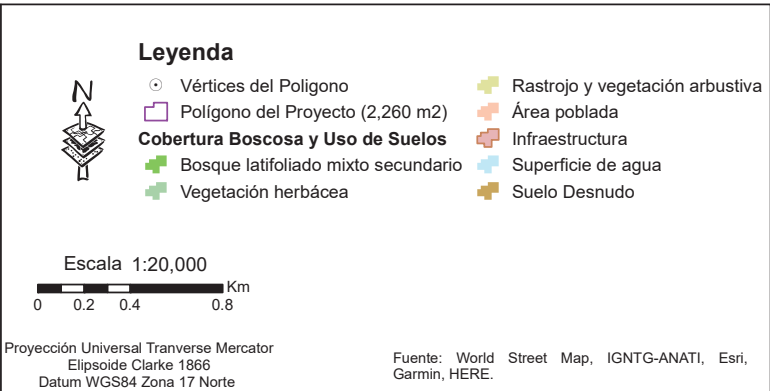 Leyenda
N
Vértices del Poligono
Polígono del Proyecto (2,260 m2)
Cobertura Boscosa y Uso de Suelos
Bosque latifoliado mixto secundario
Vegetación herbácea
Rastrojo y vegetación arbustiva
Área poblada
Infraestructura
Superficie de agua
Suelo Desnudo
Escala 1:20,000
Km
0 0.2 0.4 0.8
Proyección Universal Tranverse Mercator
Elipsoide Clarke 1866
Datum WGS84 Zona 17 Norte
Fuente: World Street Map, IGNTG-ANATI, Esri,
Garmin, HERE.